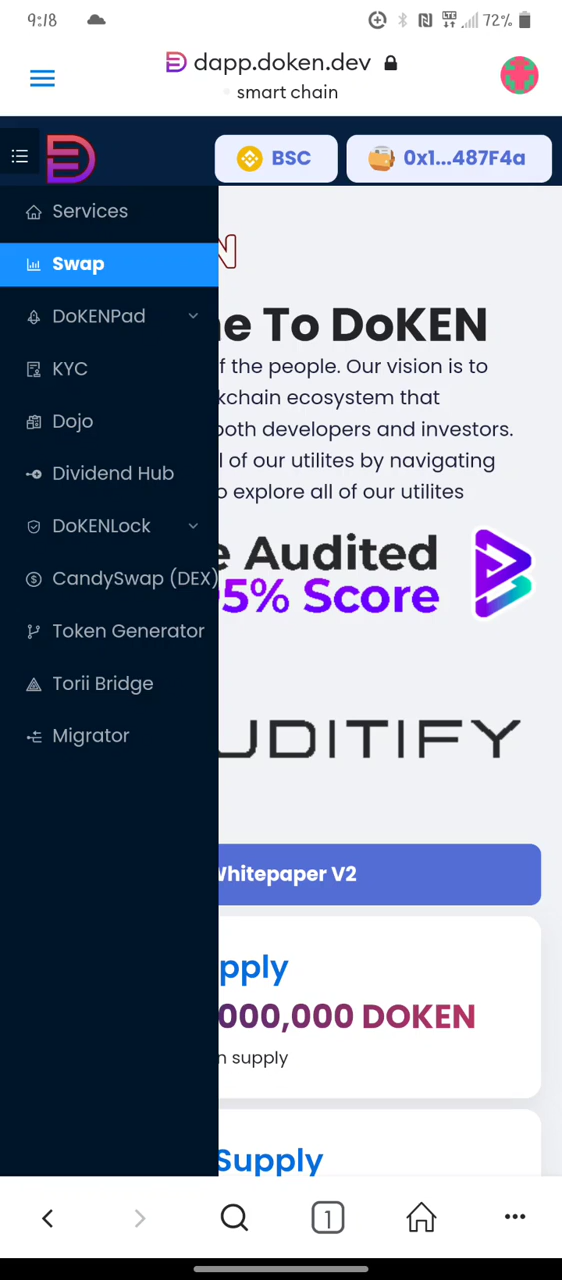 9:18
LTE
72%
dapp.doken.dev
smart chain
BSC
0x1...487F4a
Services
Swap
DoKENPad
KYC
Dojo
Dividend Hub
DoKENLock
CandySwap (DEX)
Token Generator
Torii Bridge
Migrator
N
e To DoKEN
f the people. Our vision is to
kchain ecosystem that
both developers and investors.
l of our utilites by navigating
o explore all of our utilites
e Audited
5% Score
UDITIFY
Whitepaper V2
pply
000,000 DOKEN
n supply
Supply
1